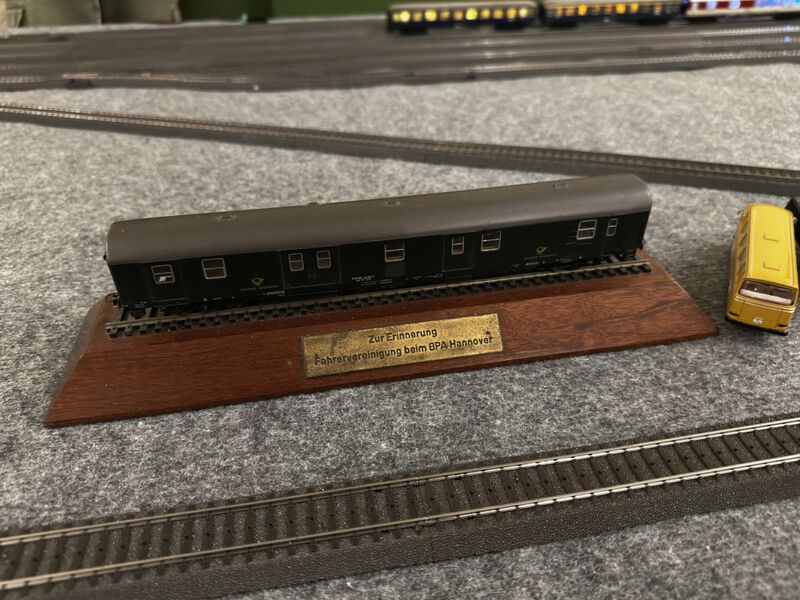 Zur Erinnerung
Fahrervereinigung beim BPA Hannover